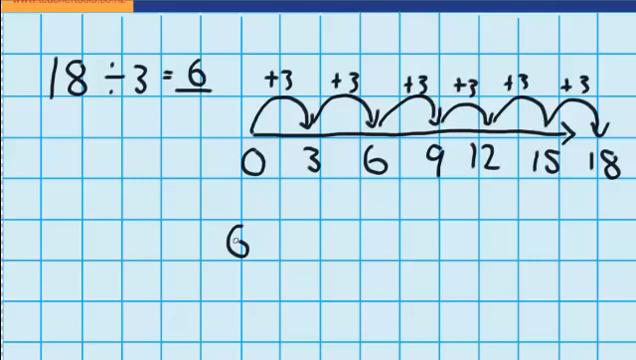 18 ÷ 3 = 6
+3 +3 +3 +3 +3 +3
0 3 6 9 12 15 18
6